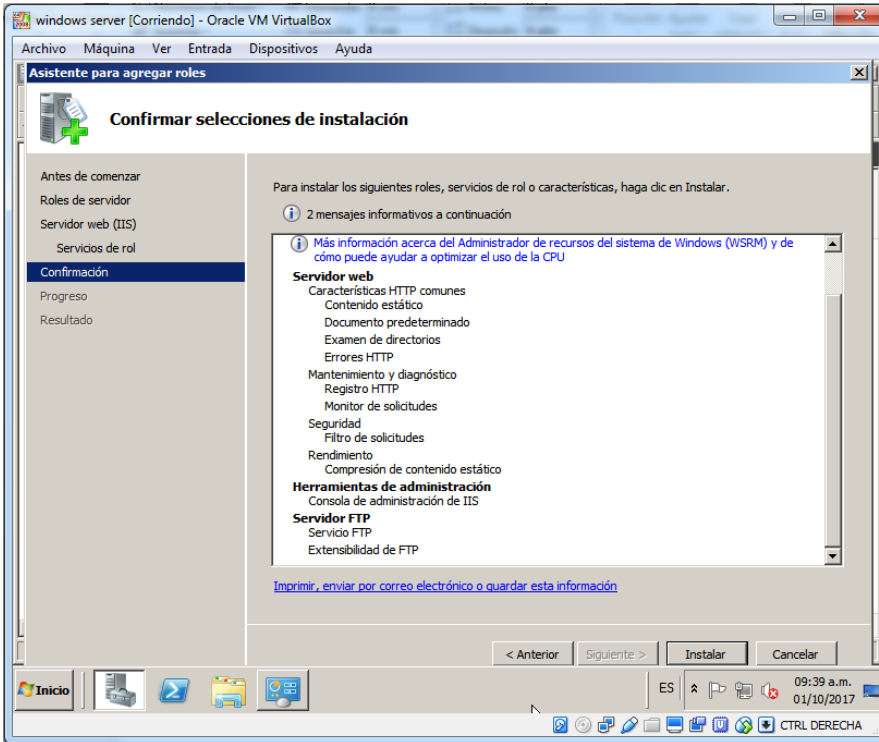 windows server [Corriendo] - Oracle VM VirtualBox
Archivo Máquina Ver Entrada Dispositivos Ayuda
Asistente para agregar roles
Confirmar selecciones de instalación
Antes de comenzar
Roles de servidor
Servidor web (IIS)
Servicios de rol
Confirmación
Progreso
Resultado
Para instalar los siguientes roles, servicios de rol o características, haga clic en Instalar.
2 mensajes informativos a continuación
Más información acerca del Administrador de recursos del sistema de Windows (WSRM) y de
cómo puede ayudar a optimizar el uso de la CPU
Servidor web
Características HTTP comunes
Contenido estático
Documento predeterminado
Examen de directorios
Errores HTTP
Mantenimiento y diagnóstico
Registro HTTP
Monitor de solicitudes
Seguridad
Filtro de solicitudes
Rendimiento
Compresión de contenido estático
Herramientas de administración
Consola de administración de IIS
Servidor FTP
Servicio FTP
Extensibilidad de FTP
Imprimir, enviar por correo electrónico o guardar esta información
< Anterior Siguiente > Instalar Cancelar
Inicio ES 09:39 a.m.
01/10/2017
CTRL DERECHA